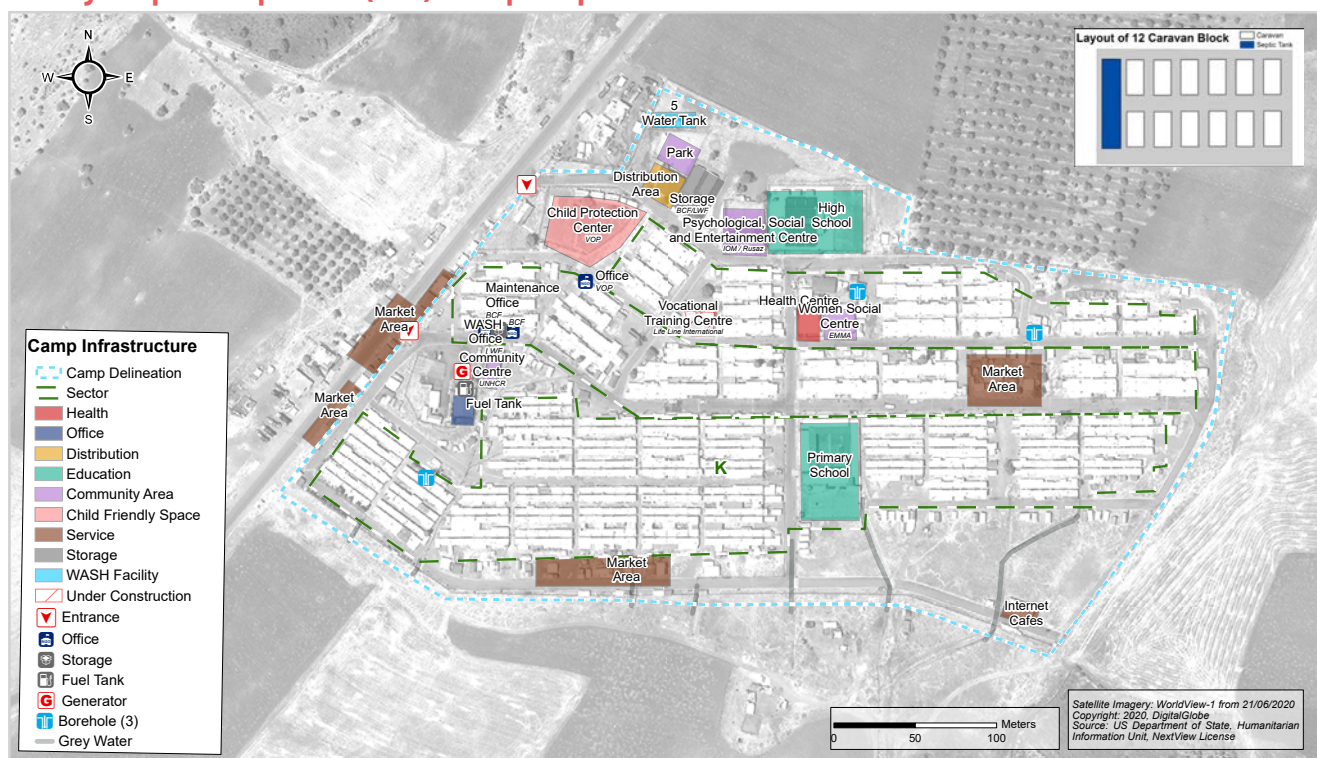 N
W
E
S
Layout of 12 Caravan Block
Caravan
Septic Tank
5
Water Tank
Park
Distribution
Area
Storage
BCF/LWF
Child Protection
Center
VOP
High
School
Psychological, Social
and Entertainment Centre
IOM / Rusaz
Office
VOP
Maintenance
Office
BCF
BCF
WASH
Office
LWF
Community
Centre
UNHCR
G
Fuel Tank
Market
Area
Market
Area
Vocational
Training Centre
Life Line International
Health Centre
Women Social
Centre
EMMA
Market
Area
Primary
School
K
Market
Area
Internet
Cafes
Camp Infrastructure
Camp Delineation
Sector
Health
Office
Distribution
Education
Community Area
Child Friendly Space
Service
Storage
WASH Facility
Under Construction
Entrance
Office
Storage
Fuel Tank
G
Generator
Borehole (3)
Grey Water
Meters
0 50 100
Satellite Imagery: WorldView-1 from 21/06/2020
Copyright: 2020, DigitalGlobe
Source: US Department of State, Humanitarian
Information Unit, NextView License